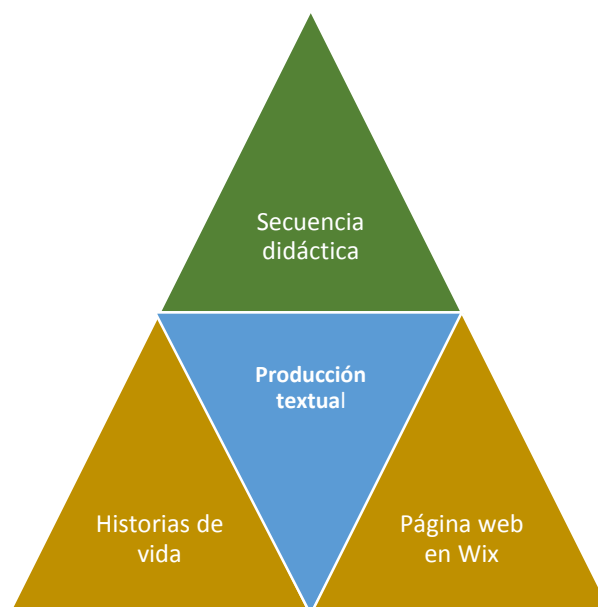 Secuencia
didáctica
Producción
textual
Historias de
vida
Página web
en Wix